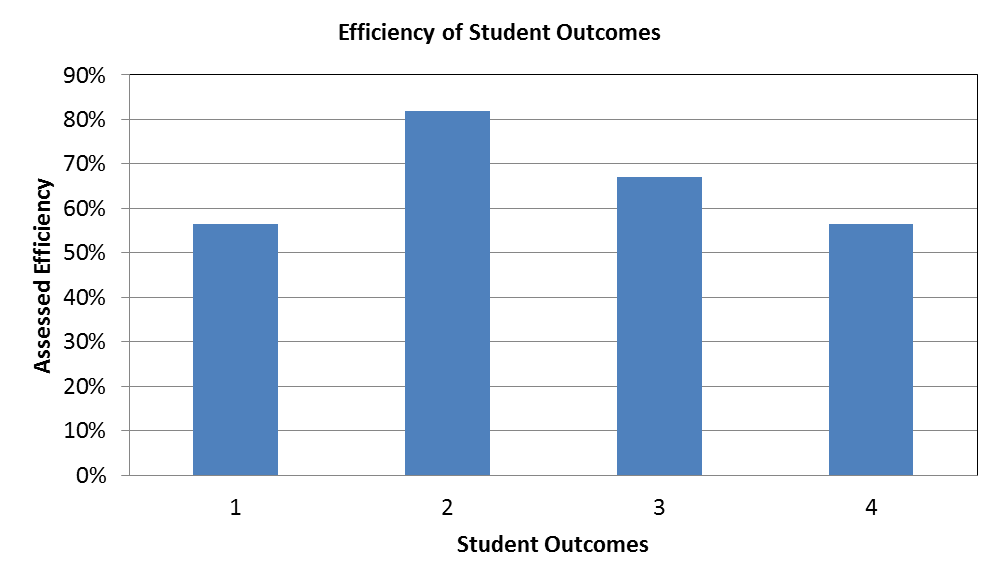 Efficiency of Student Outcomes
90%
80%
70%
60%
50%
40%
30%
20%
10%
0%
Assessed Efficiency
1 2 3 4
Student Outcomes